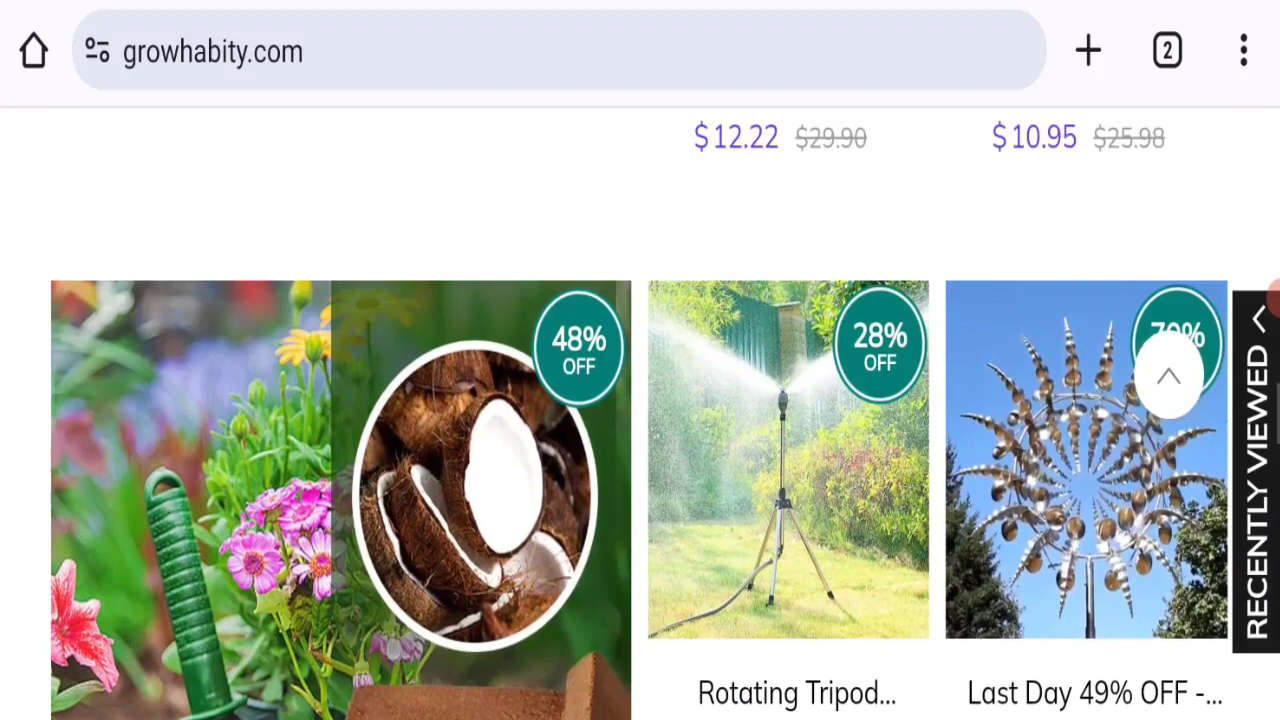 growhabity.com
2
$12.22 $29.90
$10.95 $25.98
48%
OFF
28%
OFF
RECENTLY VIEWED
Rotating Tripod...
Last Day 49% OFF -...